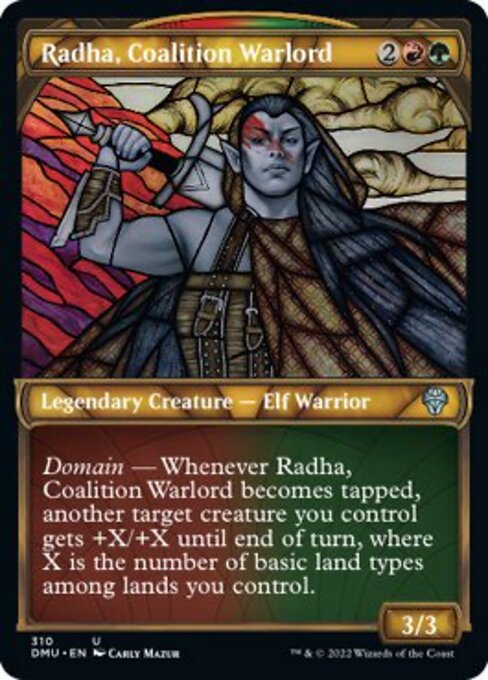 Radha, Coalition Warlord 2
Legendary Creature — Elf Warrior
Domain — Whenever Radha,
Coalition Warlord becomes tapped,
another target creature you control
gets +X/+X until end of turn, where
X is the number of basic land types
among lands you control.
3/3
310 U
DMU • EN CARLY MAZUR ™ & © 2022 Wizards of the Coast